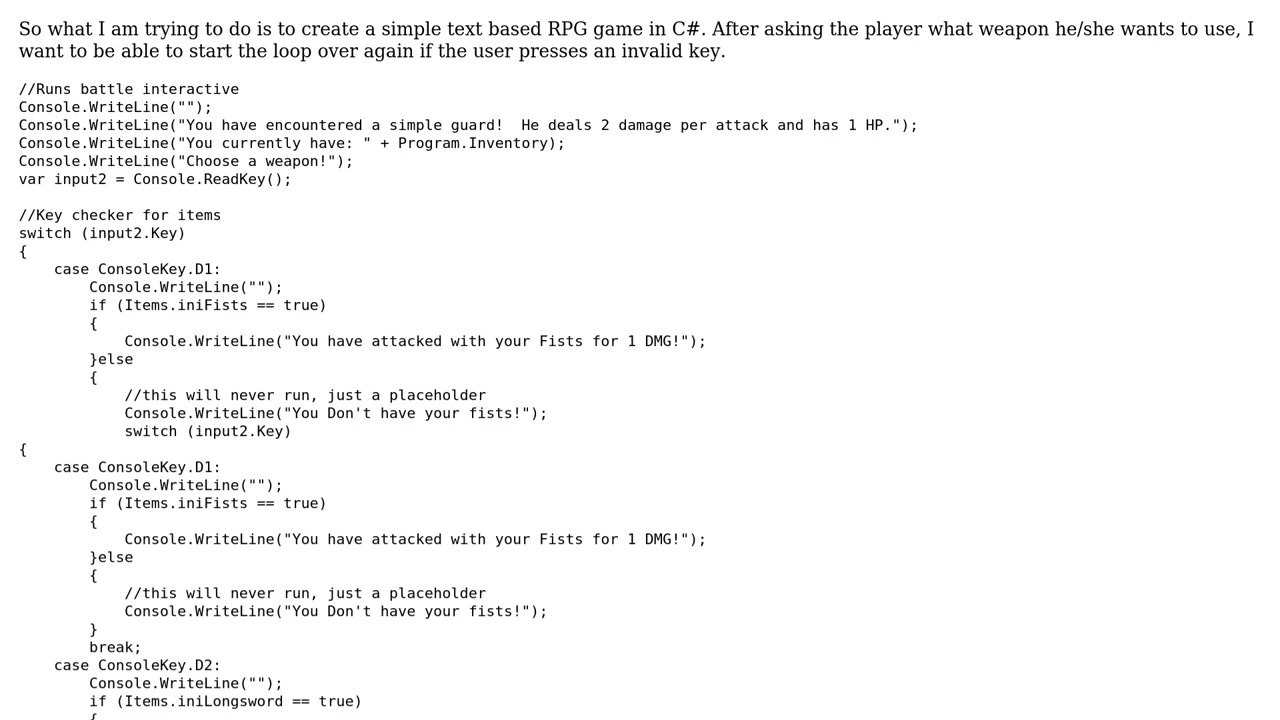 So what I am trying to do is to create a simple text based RPG game in C#. After asking the player what weapon he/she wants to use, I
want to be able to start the loop over again if the user presses an invalid key.
//Runs battle interactive
Console.WriteLine("");
Console.WriteLine("You have encountered a simple guard!  He deals 2 damage per attack and has 1 HP.");
Console.WriteLine("You currently have: " + Program.Inventory);
Console.WriteLine("Choose a weapon!");
var input2 = Console.ReadKey();

//Key checker for items
switch (input2.Key)
{
    case ConsoleKey.D1:
        Console.WriteLine("");
        if (Items.iniFists == true)
        {
            Console.WriteLine("You have attacked with your Fists for 1 DMG!");
        }else
        {
            //this will never run, just a placeholder
            Console.WriteLine("You Don't have your fists!");
            switch (input2.Key)
{
    case ConsoleKey.D1:
        Console.WriteLine("");
        if (Items.iniFists == true)
        {
            Console.WriteLine("You have attacked with your Fists for 1 DMG!");
        }else
        {
            //this will never run, just a placeholder
            Console.WriteLine("You Don't have your fists!");
        }
        break;
    case ConsoleKey.D2:
        Console.WriteLine("");
        if (Items.iniLongsword == true)
        {